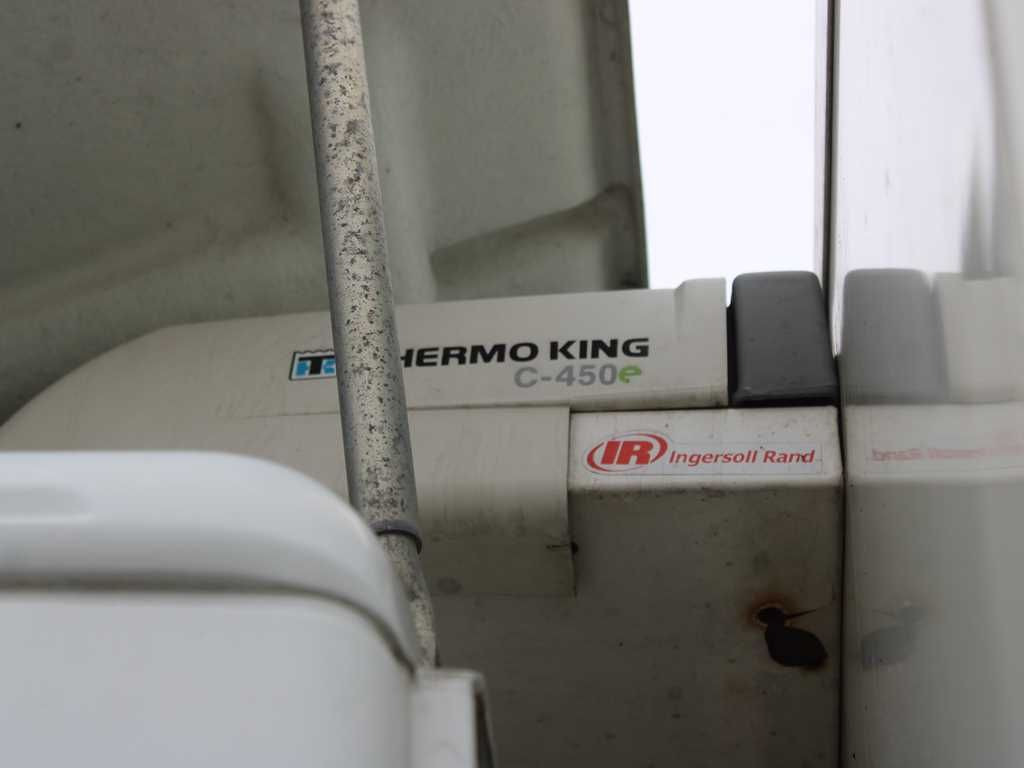 HERMO KING
C-450e
IR Ingersoll Rand